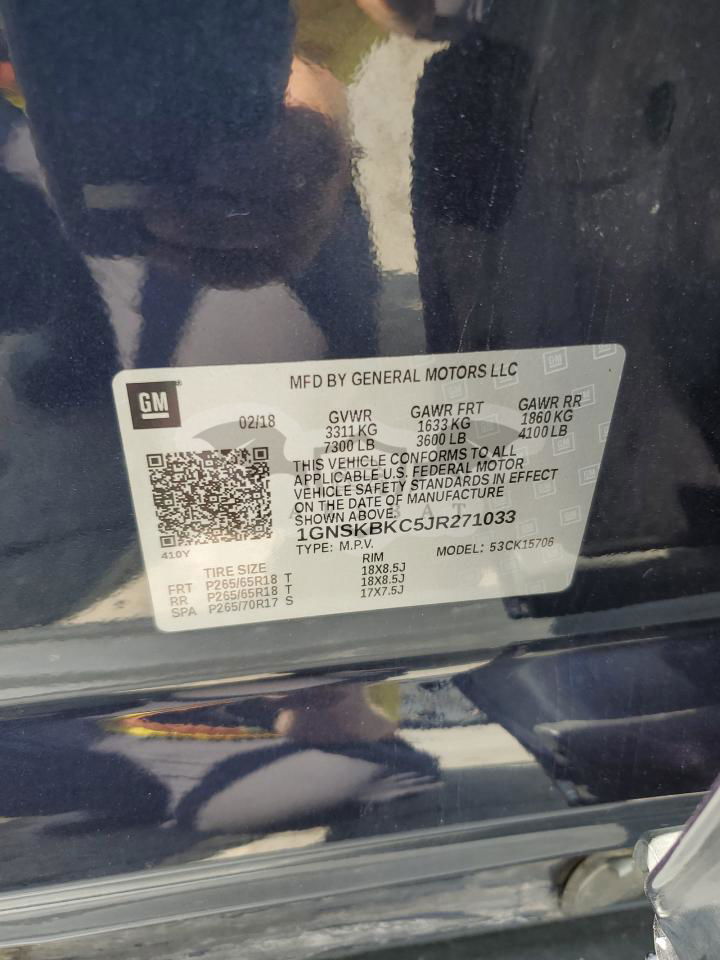 MFD BY GENERAL MOTORS LLC
GM
02/18
GVWR
3311 KG
7300 LB
GAWR FRT
1633 KG
3600 LB
GAWR RR
1860 KG
4100 LB
THIS VEHICLE CONFORMS TO ALL
APPLICABLE U.S. FEDERAL MOTOR
VEHICLE SAFETY STANDARDS IN EFFECT
ON THE DATE OF MANUFACTURE
SHOWN ABOVE.
1GNSKBKC5JR271033
410Y
TYPE: M.P.V.
MODEL: 53CK15706
TIRE SIZE RIM
FRT P265/65R18 T 18X8.5J
RR P265/65R18 T 18X8.5J
SPA P265/70R17 S 17X7.5J